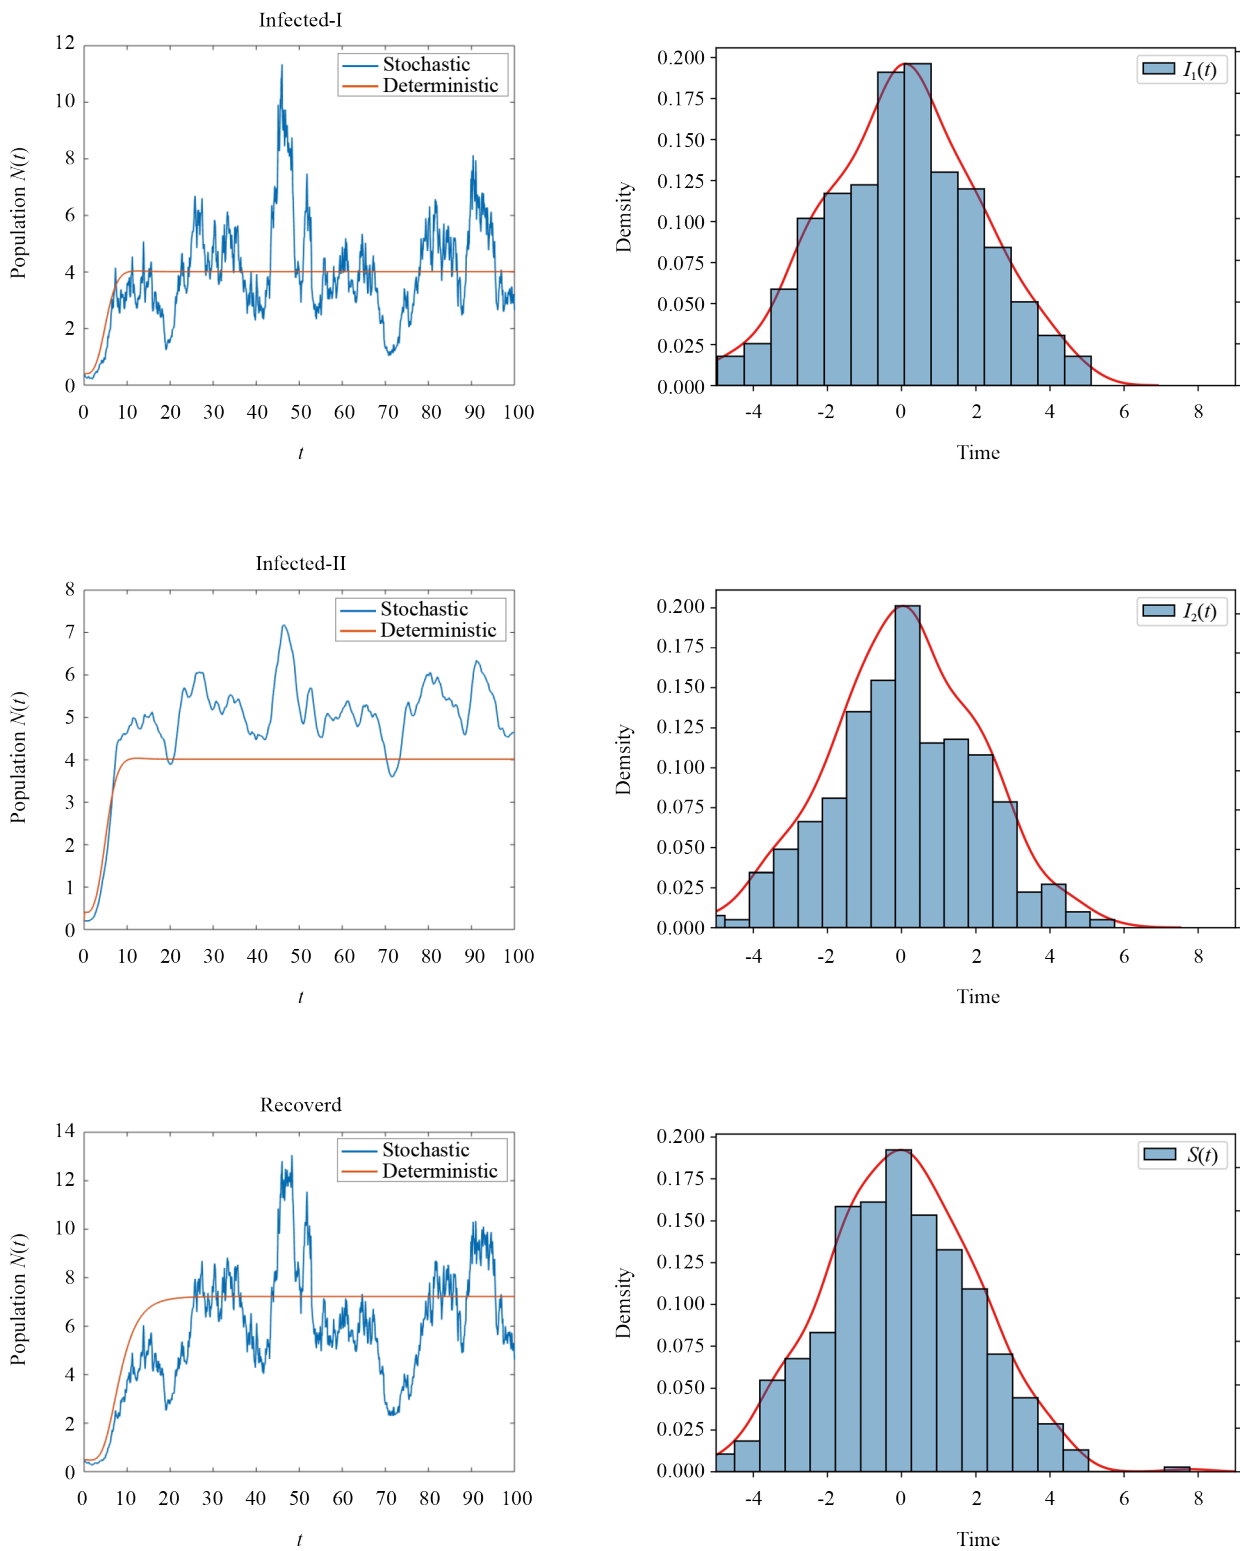 Infected-I
Population N(t)
12
10
8
6
4
2
0
0 10 20 30 40 50 60 70 80 90 100
t
Stochastic
Deterministic
Demsity
0.200
0.175
0.150
0.125
0.100
0.075
0.050
0.025
0.000
-4 -2 0 2 4 6 8
Time
I₁(t)
Infected-II
Population N(t)
8
7
6
5
4
3
2
1
0
0 10 20 30 40 50 60 70 80 90 100
t
Stochastic
Deterministic
Demsity
0.200
0.175
0.150
0.125
0.100
0.075
0.050
0.025
0.000
-4 -2 0 2 4 6 8
Time
I₂(t)
Recoverd
Population N(t)
14
12
10
8
6
4
2
0
0 10 20 30 40 50 60 70 80 90 100
t
Stochastic
Deterministic
Demsity
0.200
0.175
0.150
0.125
0.100
0.075
0.050
0.025
0.000
-4 -2 0 2 4 6 8
Time
S(t)